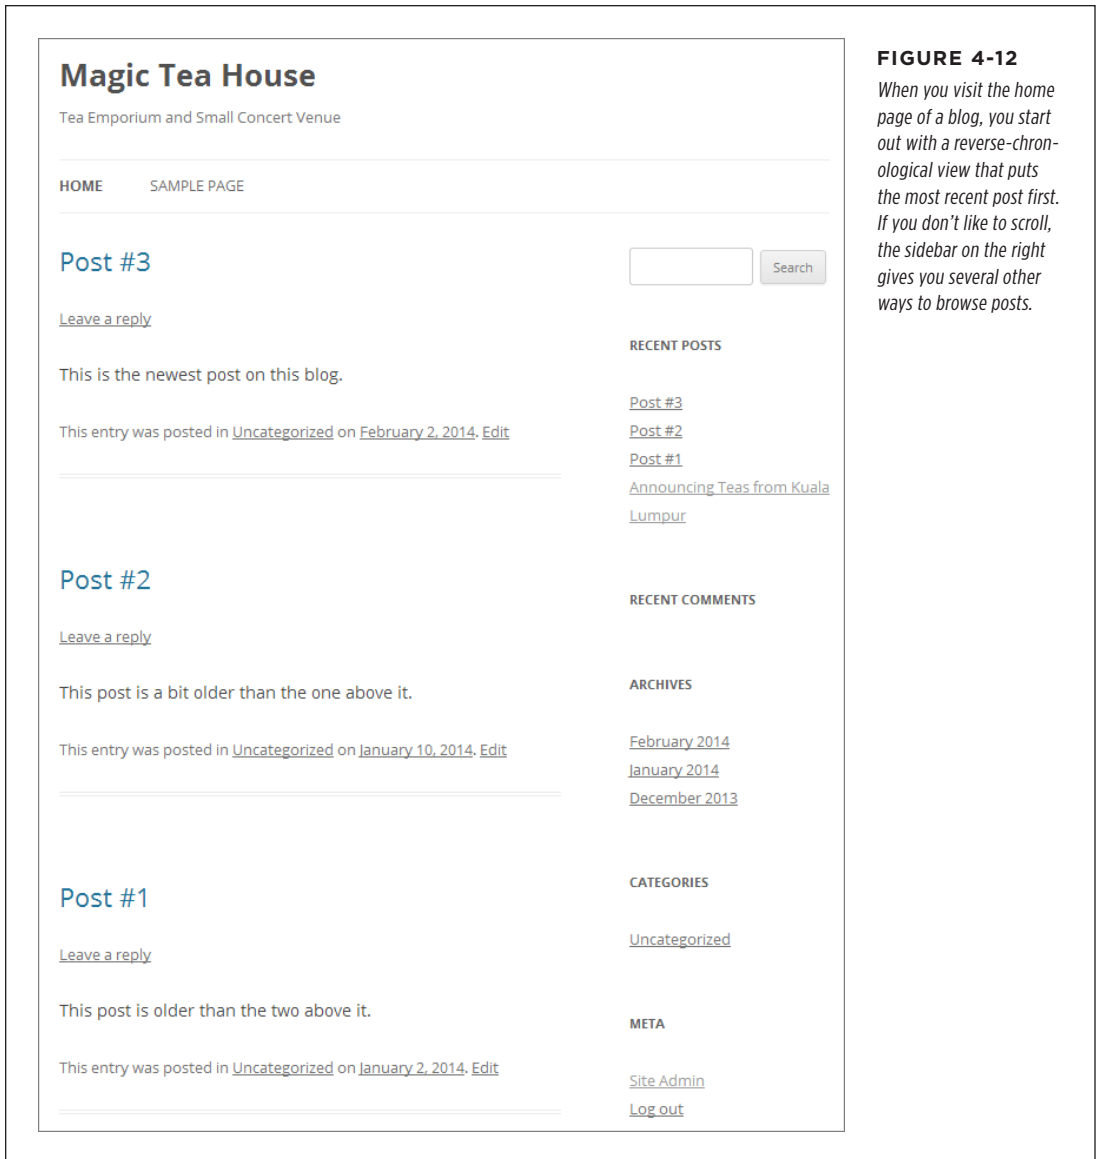 Magic Tea House
Tea Emporium and Small Concert Venue
HOME SAMPLE PAGE
Post #3
Leave a reply
This is the newest post on this blog.
This entry was posted in Uncategorized on February 2, 2014. Edit
Post #2
Leave a reply
This post is a bit older than the one above it.
This entry was posted in Uncategorized on January 10, 2014. Edit
Post #1
Leave a reply
This post is older than the two above it.
This entry was posted in Uncategorized on January 2, 2014. Edit
Search
RECENT POSTS
Post #3
Post #2
Post #1
Announcing Teas from Kuala
Lumpur
RECENT COMMENTS
ARCHIVES
February 2014
January 2014
December 2013
CATEGORIES
Uncategorized
META
Site Admin
Log out
FIGURE 4-12
When you visit the home
page of a blog, you start
out with a reverse-chron-
ological view that puts
the most recent post first.
If you don’t like to scroll,
the sidebar on the right
gives you several other
ways to browse posts.